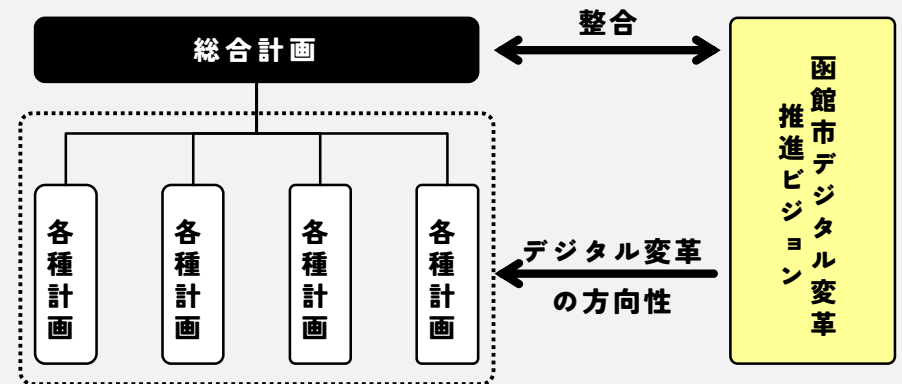 総合計画
整合
函館市デジタル変革
推進ビジョン
各種計画
各種計画
各種計画
各種計画
デジタル変革
の方向性